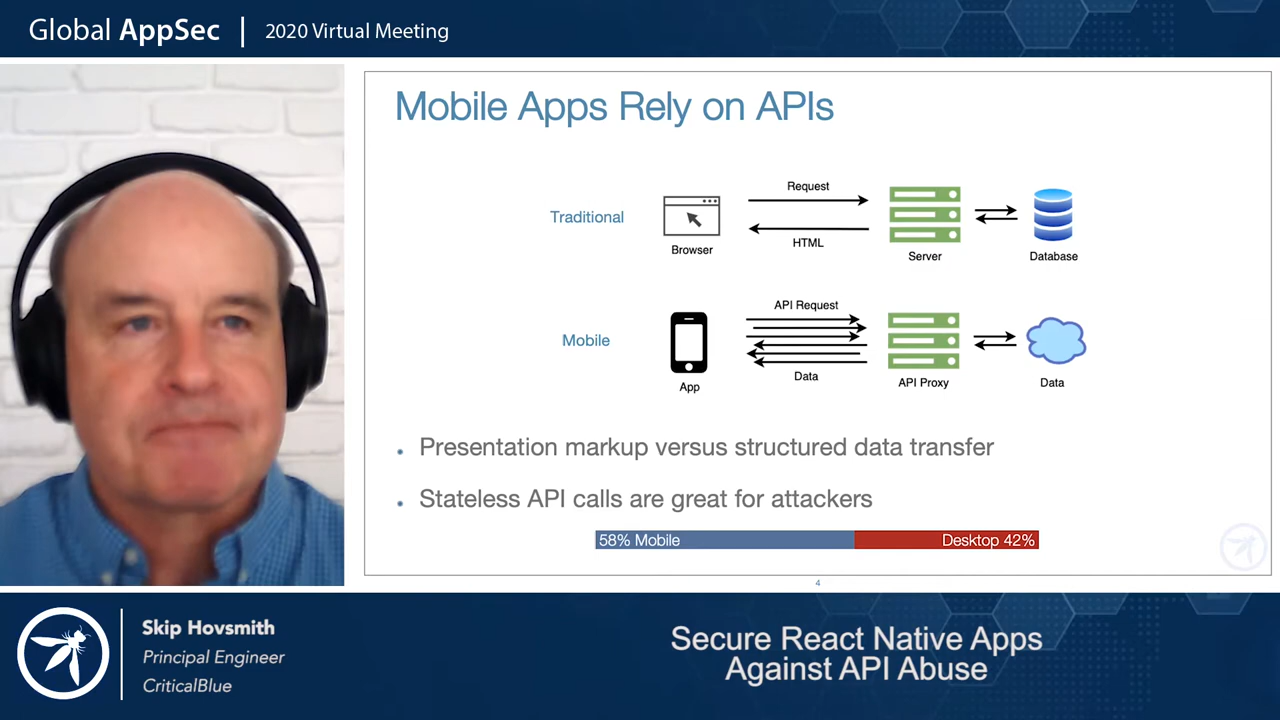 Global AppSec | 2020 Virtual Meeting
Mobile Apps Rely on APIs
Traditional
Request
HTML
Browser
Server
Database
Mobile
API Request
Data
App
API Proxy
Data
• Presentation markup versus structured data transfer
• Stateless API calls are great for attackers
58% Mobile
Desktop 42%
4
Skip Hovsmith
Principal Engineer
CriticalBlue
Secure React Native Apps
Against API Abuse